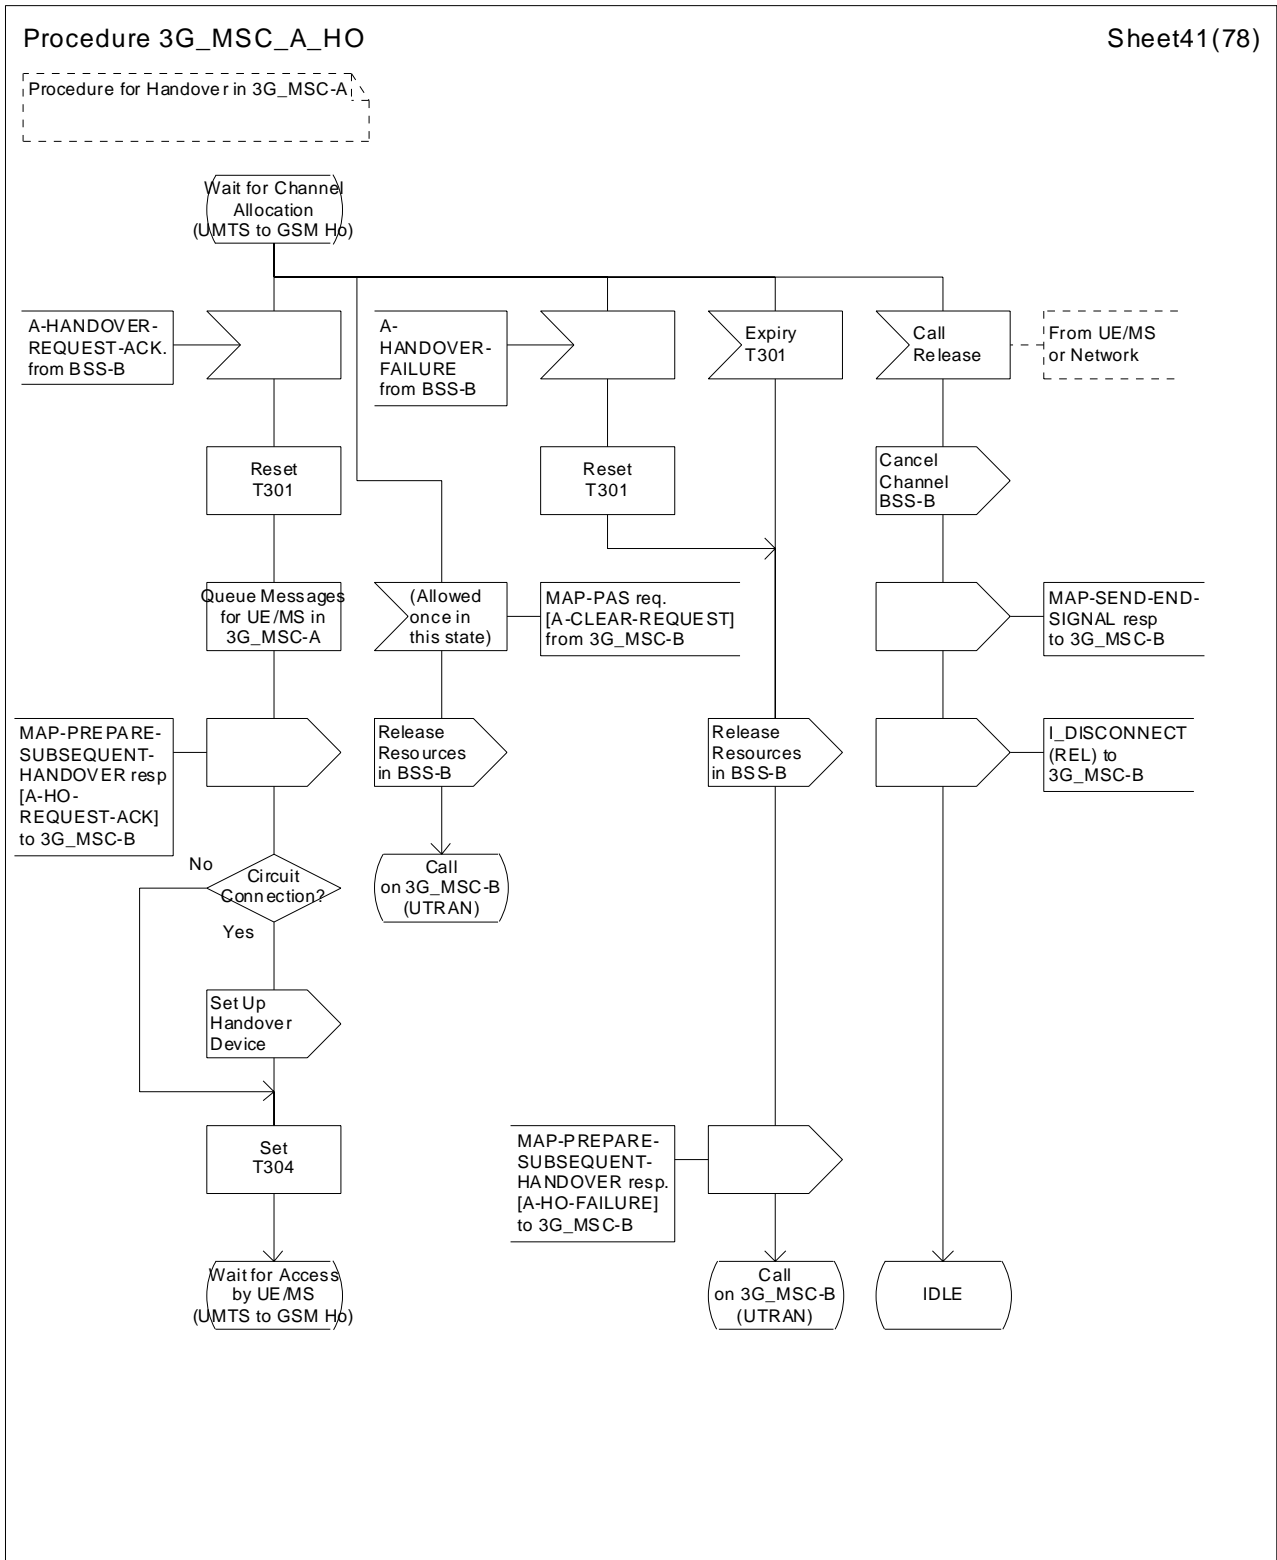 Procedure 3G_MSC_A_HO
Sheet41(78)
Procedure for Handover in 3G_MSC-A
Wait for Channel
Allocation
(UMTS to GSM Ho)
A-HANDOVER-
REQUEST-ACK.
from BSS-B
A-
HANDOVER-
FAILURE
from BSS-B
Expiry
T301
Call
Release
From UE/MS
or Network
Reset
T301
Reset
T301
Cancel
Channel
BSS-B
Queue Messages
for UE/MS in
3G_MSC-A
(Allowed
once in
this state)
MAP-PAS req.
[A-CLEAR-REQUEST]
from 3G_MSC-B
MAP-SEND-END-
SIGNAL resp
to 3G_MSC-B
MAP-PREPARE-
SUBSEQUENT-
HANDOVER resp
[A-HO-
REQUEST-ACK]
to 3G_MSC-B
Release
Resources
in BSS-B
Release
Resources
in BSS-B
I_DISCONNECT
(REL) to
3G_MSC-B
No
Circuit
Connection?
Yes
Call
on 3G_MSC-B
(UTRAN)
Set Up
Handover
Device
Set
T304
MAP-PREPARE-
SUBSEQUENT-
HANDOVER resp.
[A-HO-FAILURE]
to 3G_MSC-B
Wait for Access
by UE/MS
(UMTS to GSM Ho)
Call
on 3G_MSC-B
(UTRAN)
IDLE